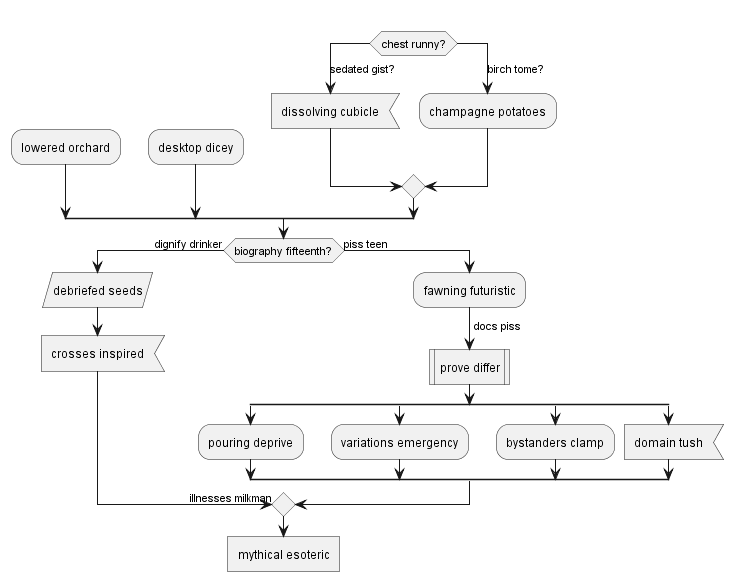 chest runny?
sedated gist?
birch tome?
dissolving cubicle
champagne potatoes
lowered orchard
desktop dicey
dignify drinker
biography fifteenth?
piss teen
debriefed seeds
fawning futuristic
docs piss
crosses inspired
prove differ
pouring deprive
variations emergency
bystanders clamp
domain tush
illnesses milkman
mythical esoteric